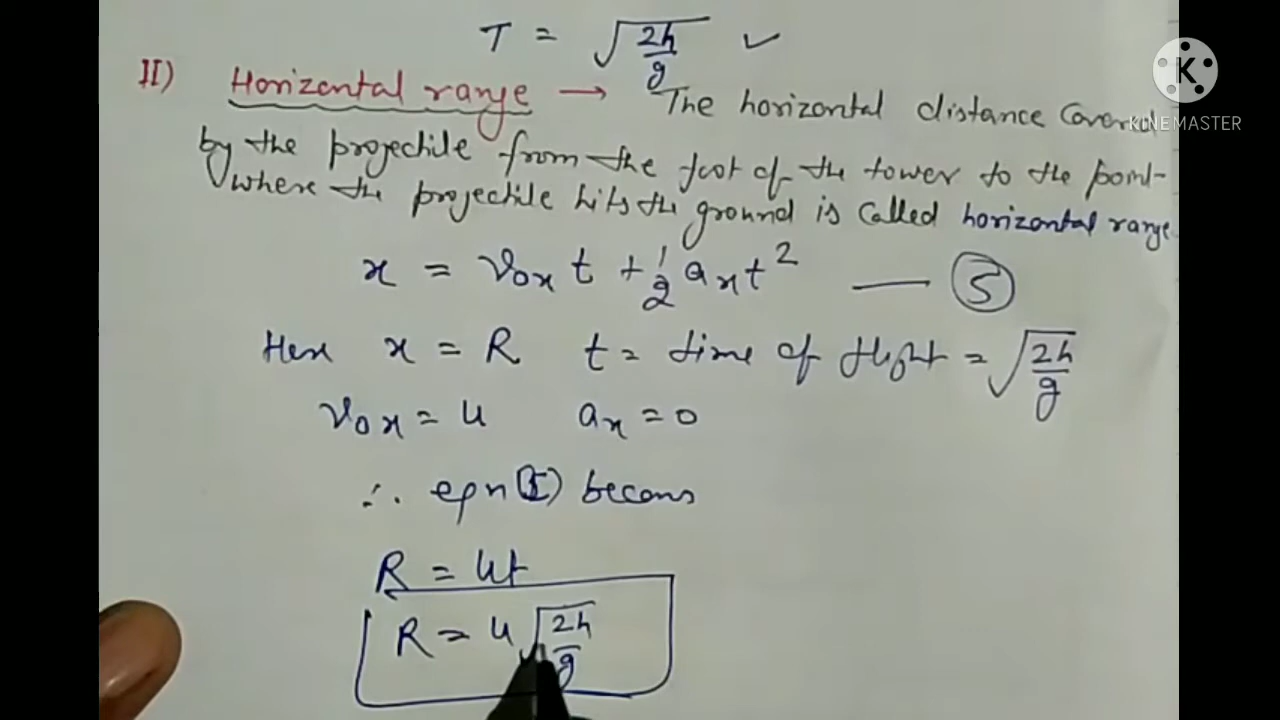 T = √(2h/g) ✓
II) Horizontal range → The horizontal distance Covered
by the projectile from the foot of the tower to the point
where the projectile hits the ground is called horizontal range
x = v₀ₓ t + 1/2 aₓ t² — (5)
Here x = R t = time of flight = √(2h/g)
v₀ₓ = u aₓ = 0
∴ eqn (5) becoms
R = ut
R = u √(2h/g)
K
KINEMASTER